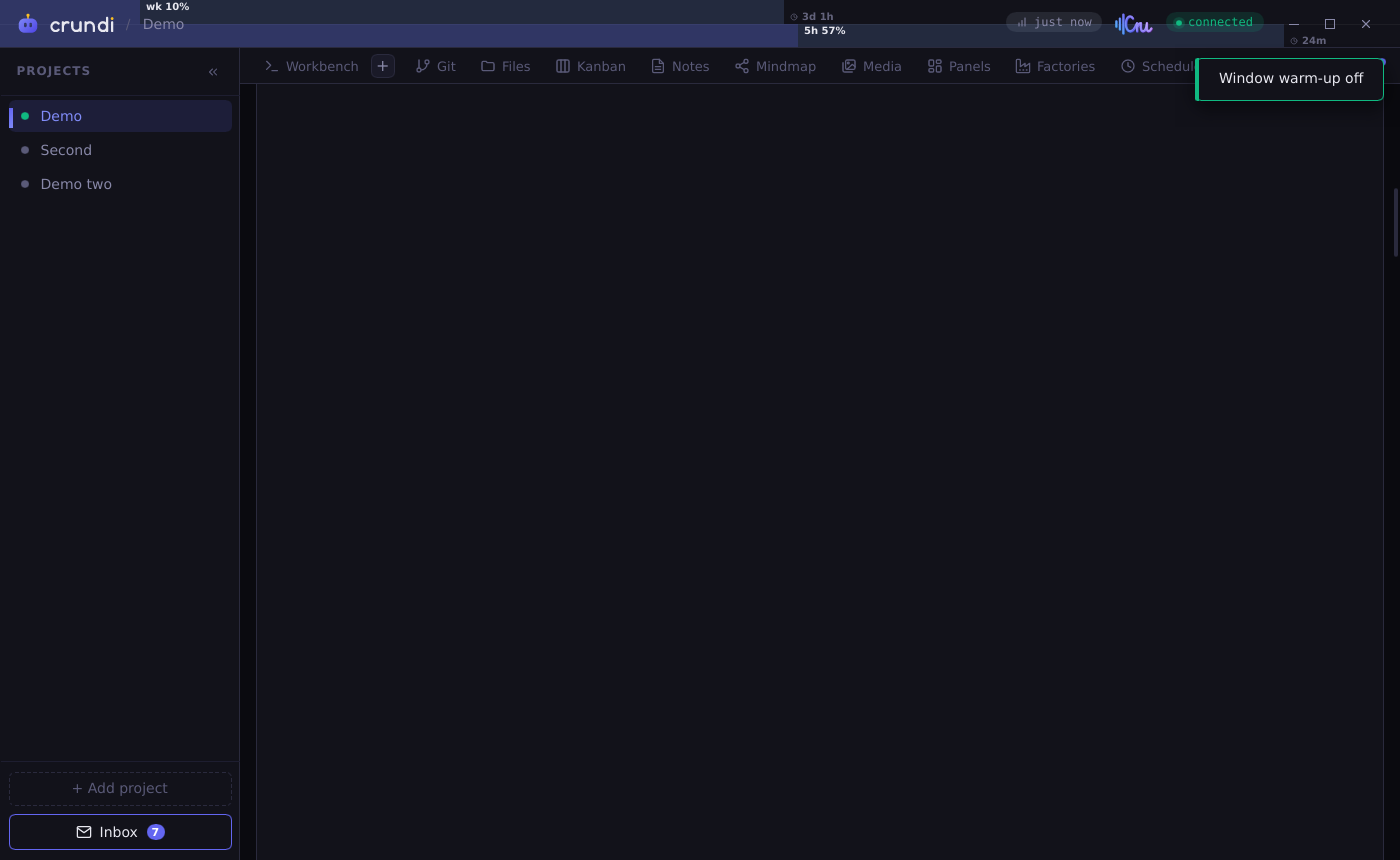 wk 10%
crundi / Demo
3d 1h
5h 57%
just now
Cru
connected
24m
PROJECTS
«
Workbench
+
Git
Files
Kanban
Notes
Mindmap
Media
Panels
Factories
Window warm-up off
Demo
Second
Demo two
+ Add project
Inbox 7